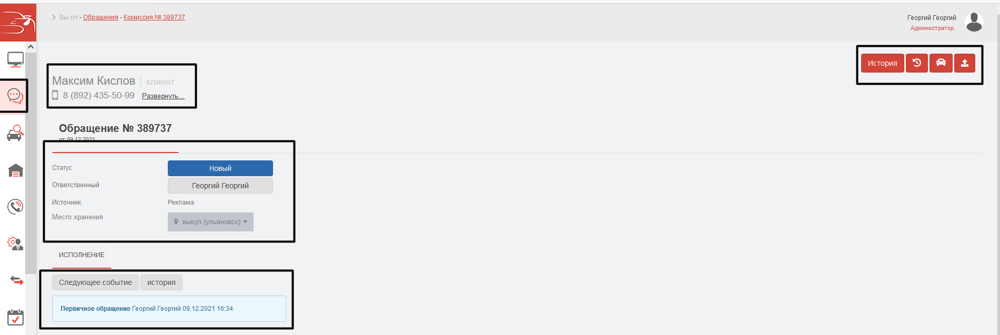 Вы тут - Обращения - Комиссия № 389737
Георгий Георгий
Администратор
История
Максим Кислов | клиент
8 (892) 435-50-99 Развернуть...
Обращение № 389737
от 09.12.2021
Статус Новый
Ответственный Георгий Георгий
Источник Реклама
Место хранения выкуп (ульяновск)
ИСПОЛНЕНИЕ
Следующее событие история
Первичное обращение Георгий Георгий 09.12.2021 16:34